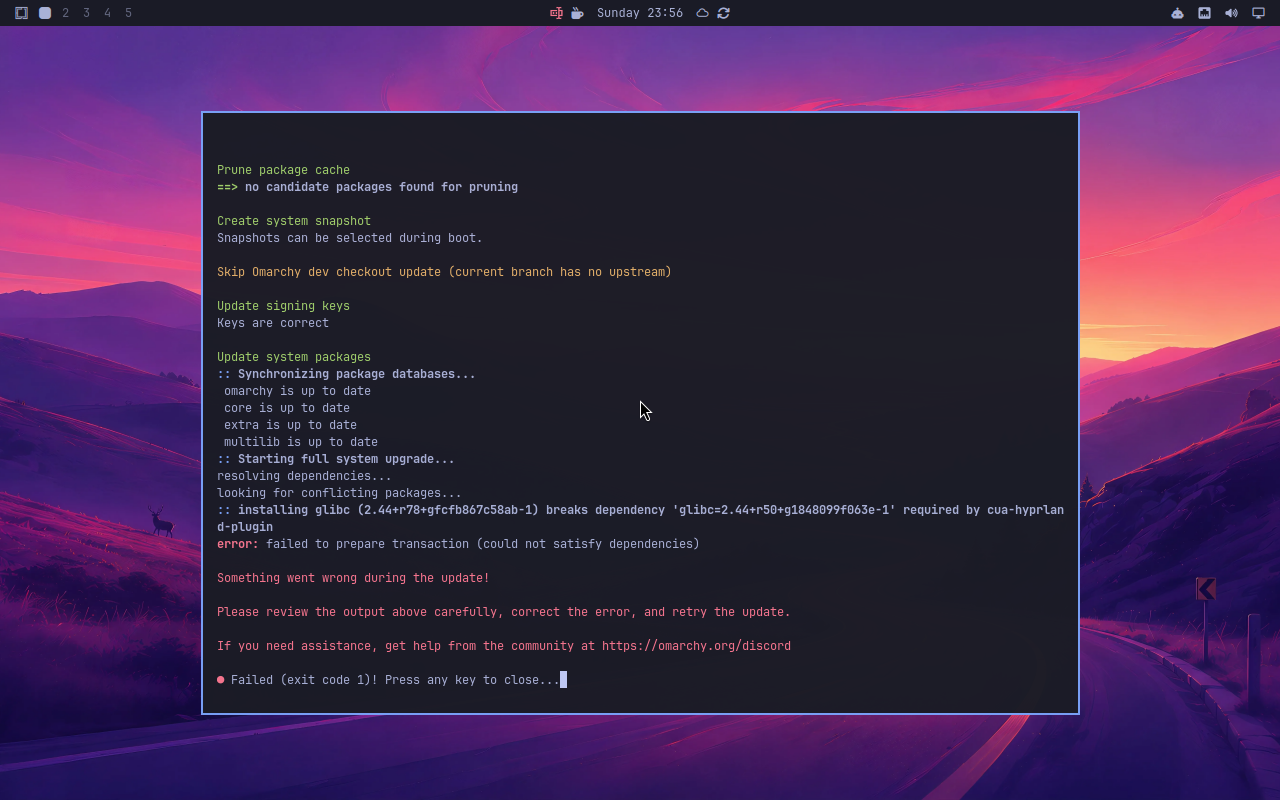 2 3 4 5
Sunday 23:56
Prune package cache
==> no candidate packages found for pruning
Create system snapshot
Snapshots can be selected during boot.
Skip Omarchy dev checkout update (current branch has no upstream)
Update signing keys
Keys are correct
Update system packages
:: Synchronizing package databases...
omarchy is up to date
core is up to date
extra is up to date
multilib is up to date
:: Starting full system upgrade...
resolving dependencies...
looking for conflicting packages...
:: installing glibc (2.44+r78+gfcfb867c58ab-1) breaks dependency 'glibc=2.44+r50+g1848099f063e-1' required by cua-hyprlan
d-plugin
error: failed to prepare transaction (could not satisfy dependencies)
Something went wrong during the update!
Please review the output above carefully, correct the error, and retry the update.
If you need assistance, get help from the community at https://omarchy.org/discord
● Failed (exit code 1)! Press any key to close...